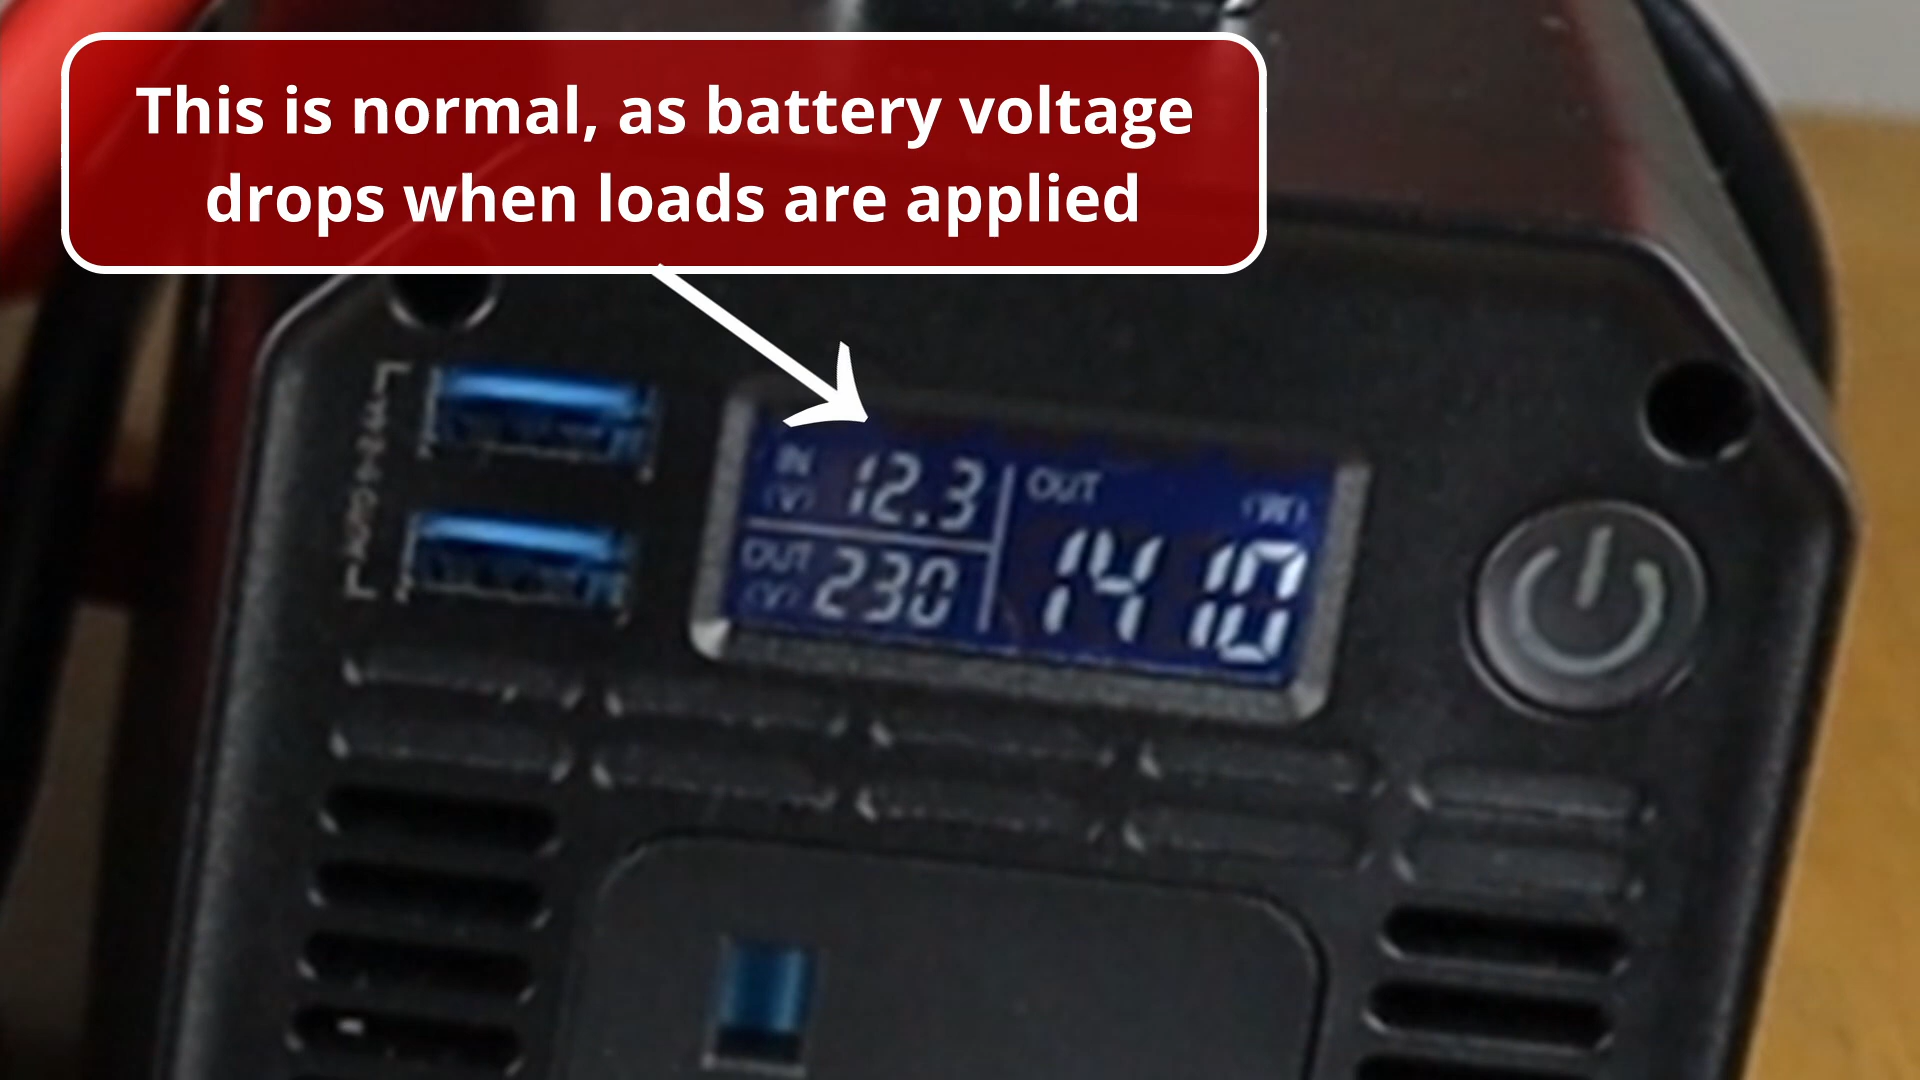 This is normal, as battery voltage
drops when loads are applied
IN
(V)
12.3
OUT
(V)
230
OUT
(W)
1410